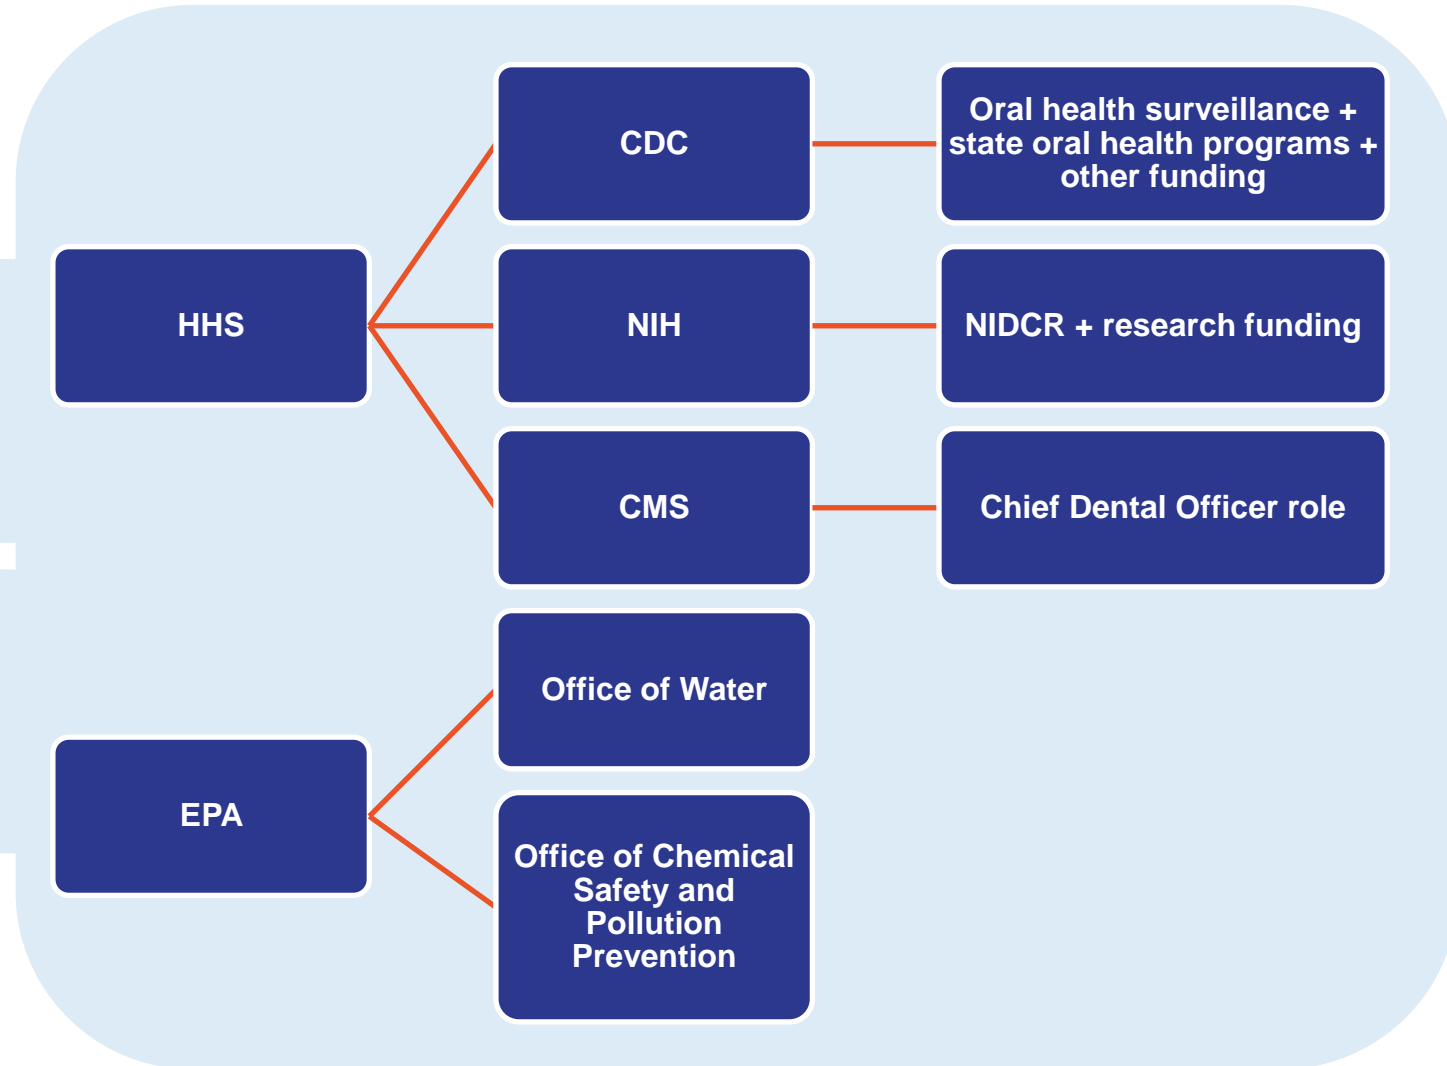 HHS
CDC
Oral health surveillance +
state oral health programs +
other funding
NIH
NIDCR + research funding
CMS
Chief Dental Officer role
EPA
Office of Water
Office of Chemical
Safety and
Pollution
Prevention